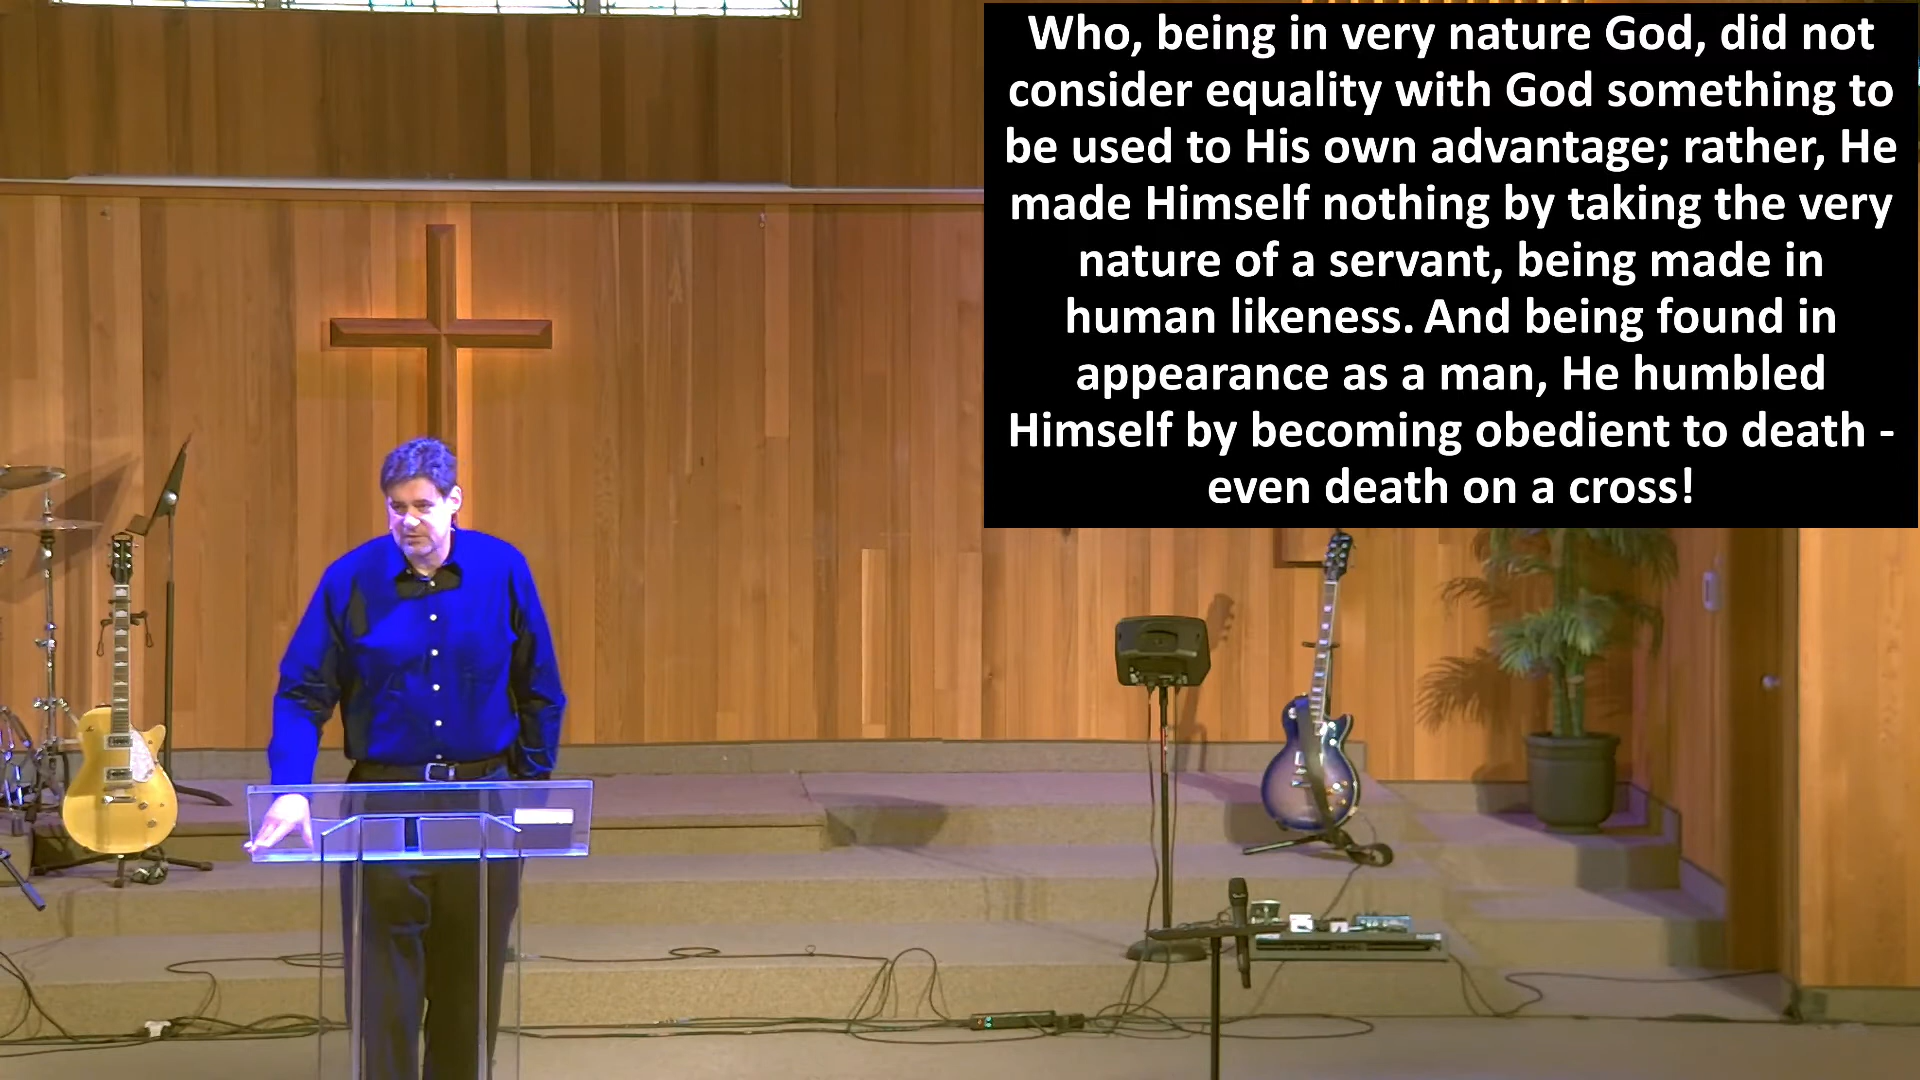 Who, being in very nature God, did not
consider equality with God something to
be used to His own advantage; rather, He
made Himself nothing by taking the very
nature of a servant, being made in
human likeness. And being found in
appearance as a man, He humbled
Himself by becoming obedient to death -
even death on a cross!